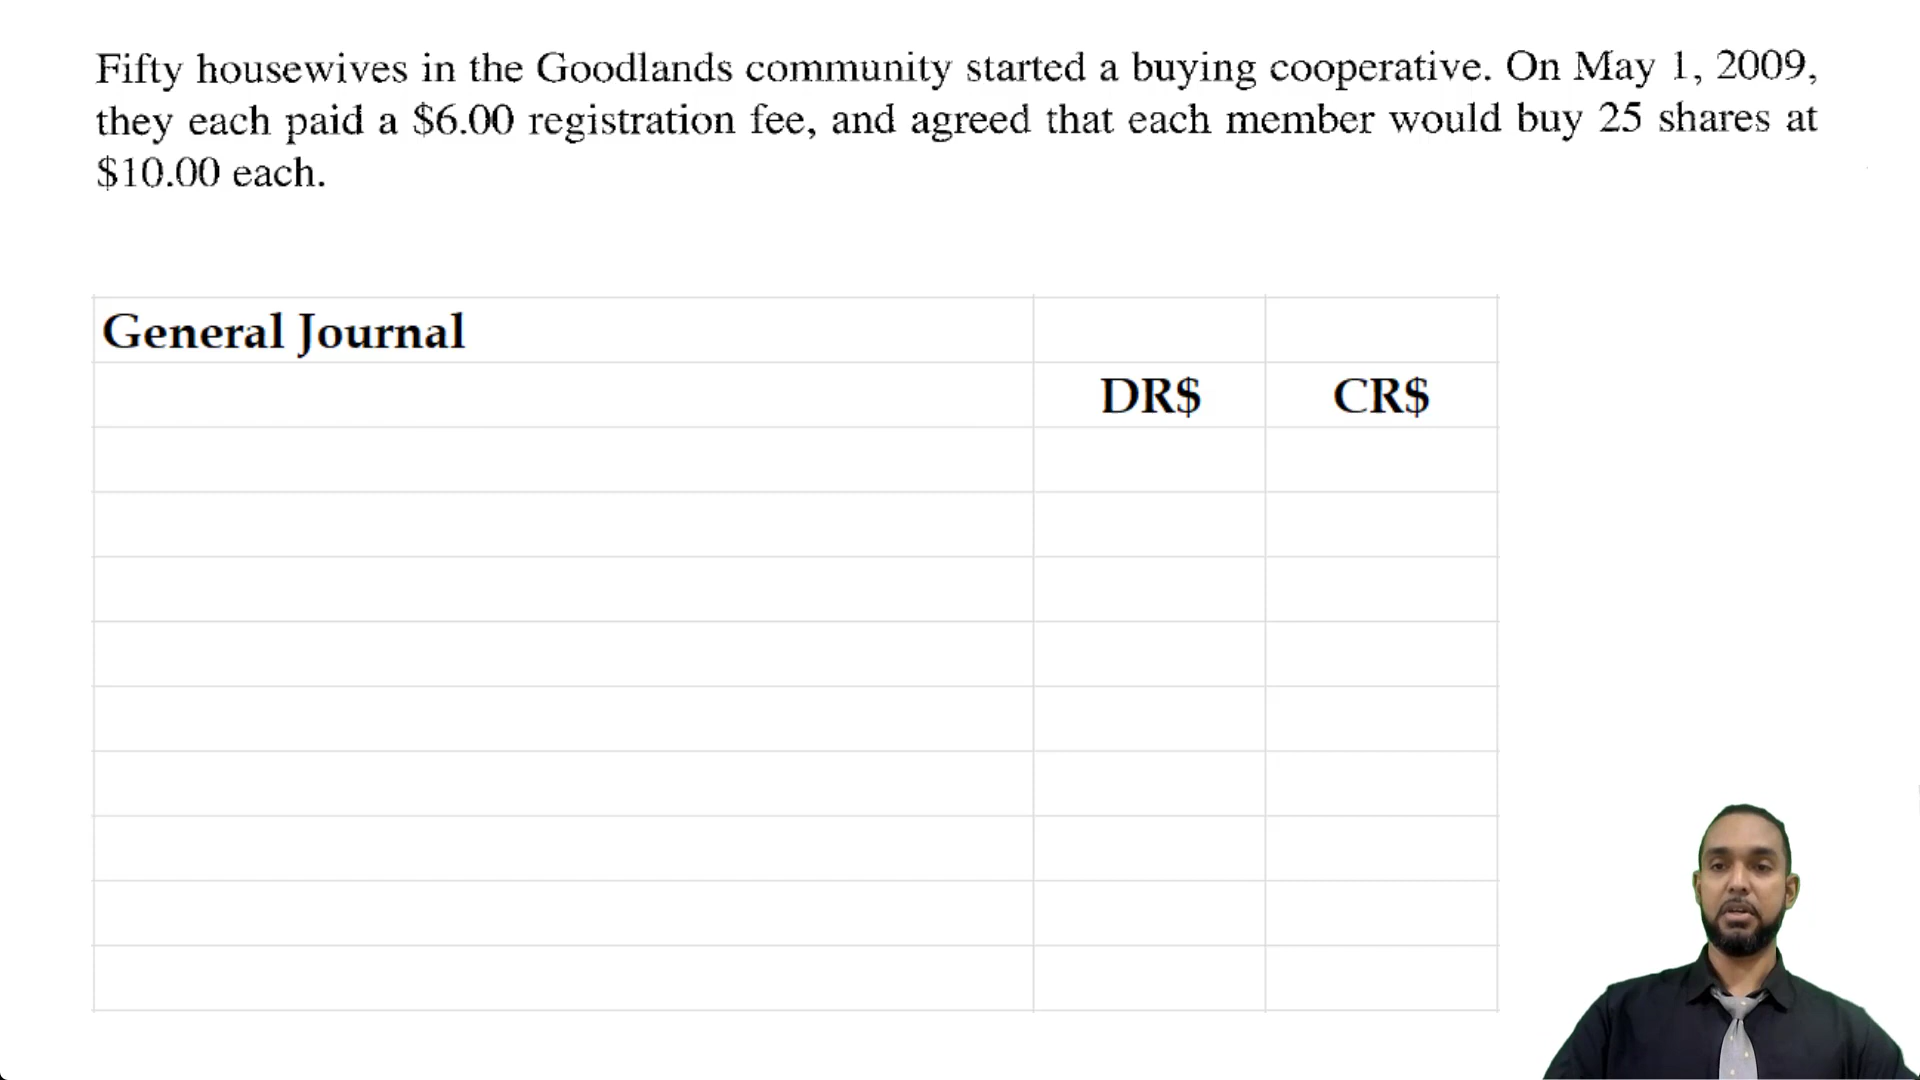 Fifty housewives in the Goodlands community started a buying cooperative. On May 1, 2009,
they each paid a $6.00 registration fee, and agreed that each member would buy 25 shares at
$10.00 each.
General Journal
DR$ CR$